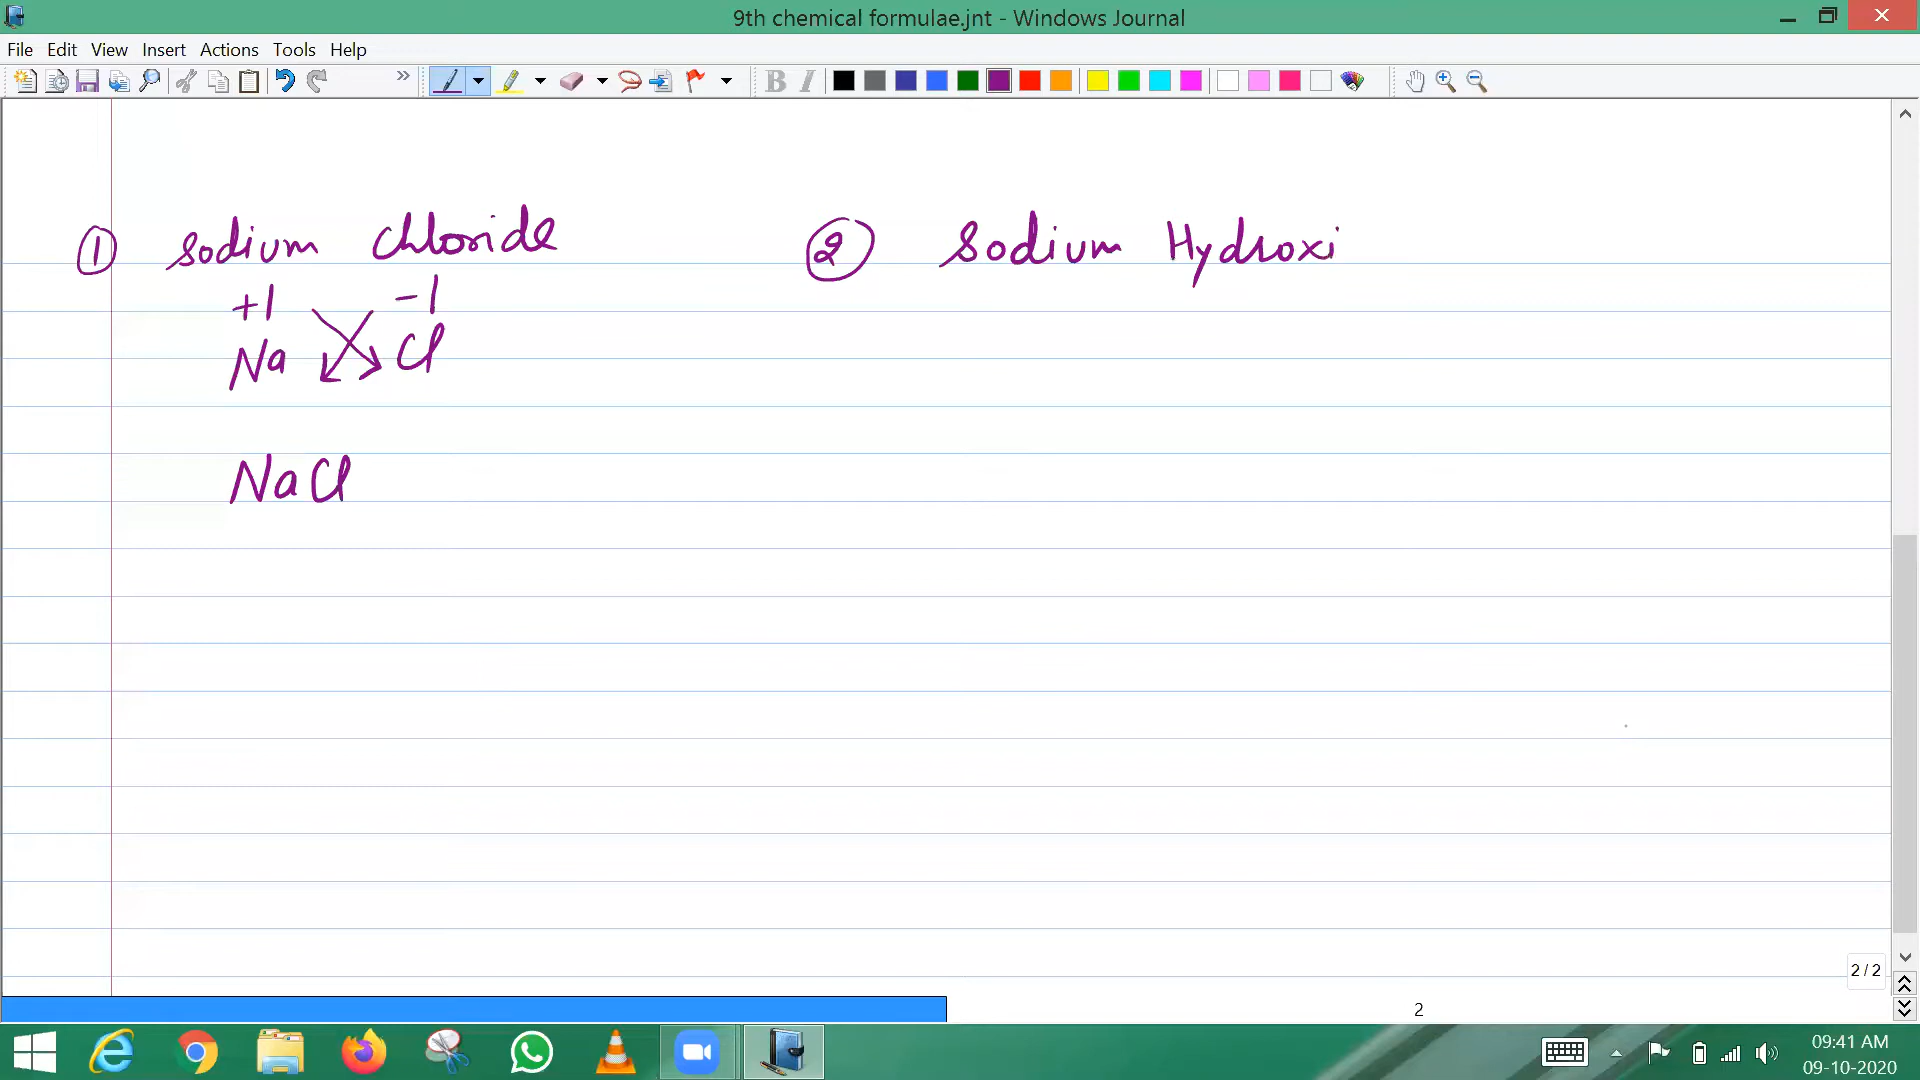 9th chemical formulae.jnt - Windows Journal
File Edit View Insert Actions Tools Help
B I
① sodium chloride
+1 -1
Na Cl
NaCl
② Sodium Hydroxi
2 / 2
2
09:41 AM
09-10-2020